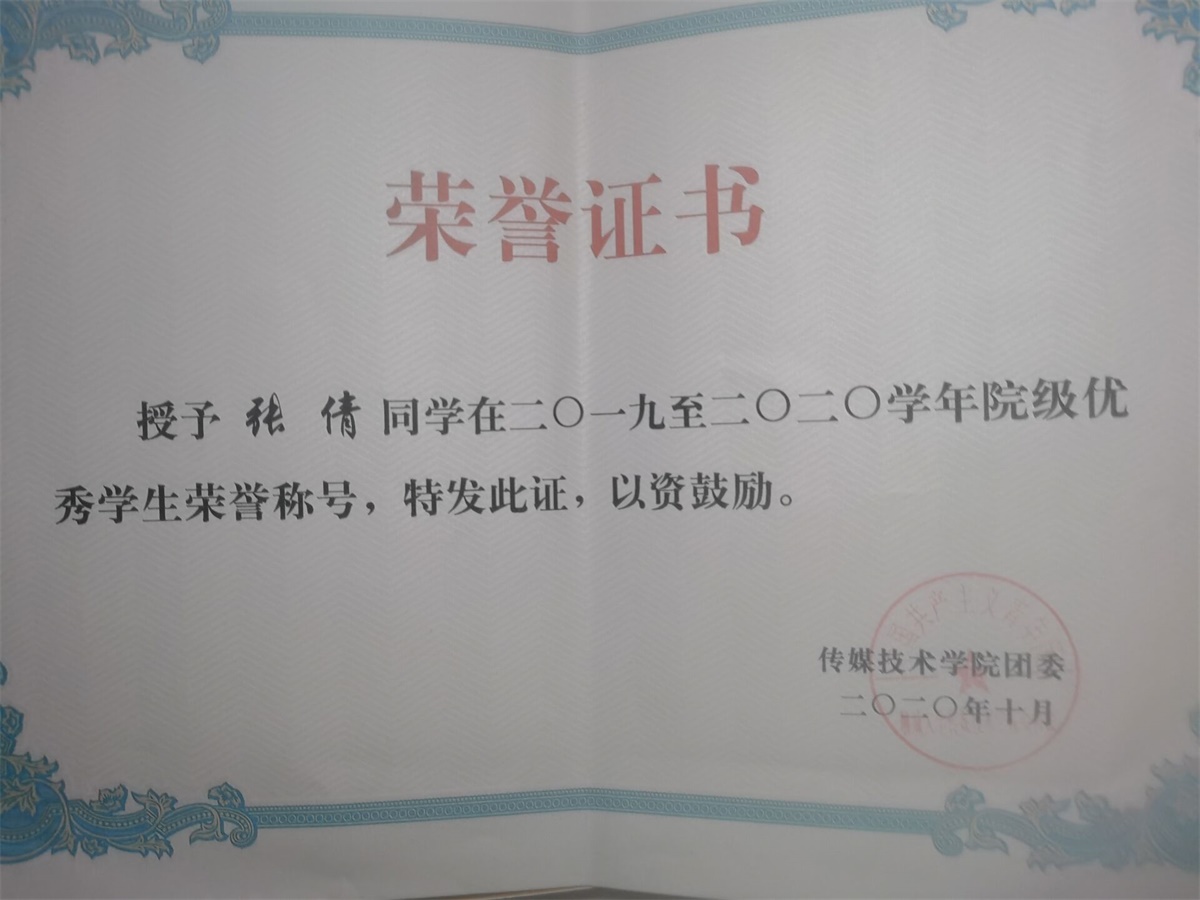 荣誉证书
授予 张 倩 同学在二〇一九至二〇二〇学年院级优
秀学生荣誉称号，特发此证，以资鼓励。
传媒技术学院团委
二〇二〇年十月